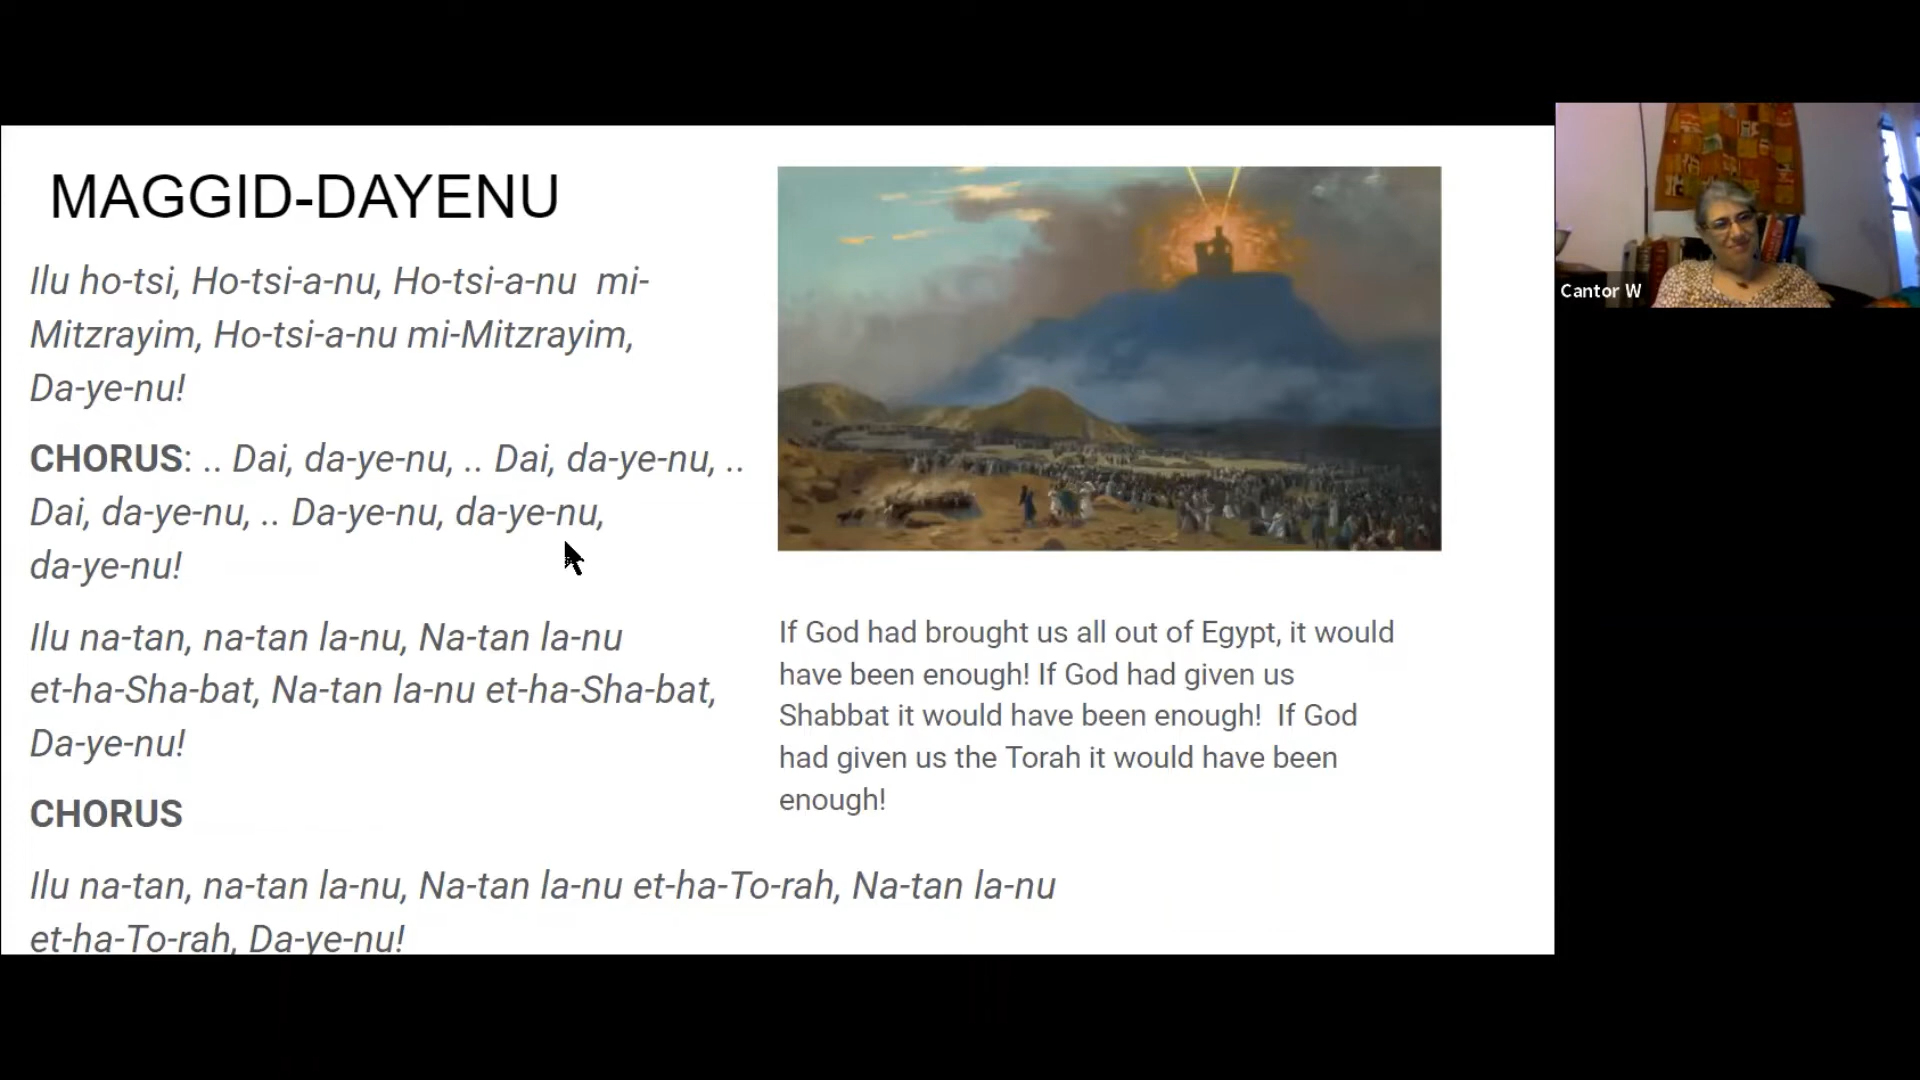 MAGGID-DAYENU
Ilu ho-tsi, Ho-tsi-a-nu, Ho-tsi-a-nu  mi-
Mitzrayim, Ho-tsi-a-nu mi-Mitzrayim,
Da-ye-nu!
CHORUS: .. Dai, da-ye-nu, .. Dai, da-ye-nu, ..
Dai, da-ye-nu, .. Da-ye-nu, da-ye-nu,
da-ye-nu!
Ilu na-tan, na-tan la-nu, Na-tan la-nu
et-ha-Sha-bat, Na-tan la-nu et-ha-Sha-bat,
Da-ye-nu!
CHORUS
Ilu na-tan, na-tan la-nu, Na-tan la-nu et-ha-To-rah, Na-tan la-nu
et-ha-To-rah, Da-ye-nu!
If God had brought us all out of Egypt, it would
have been enough! If God had given us
Shabbat it would have been enough!  If God
had given us the Torah it would have been
enough!
Cantor W